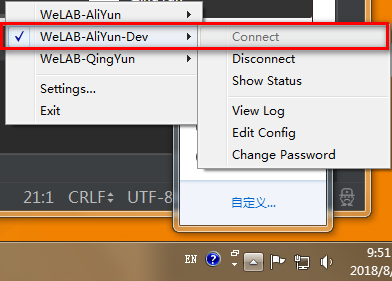 WeLAB-AliYun
WeLAB-AliYun-Dev
WeLAB-QingYun
Settings...
Exit
Connect
Disconnect
Show Status
View Log
Edit Config
Change Password
21:1 CRLF UTF-8
自定义...
EN
9:51
2018/8/